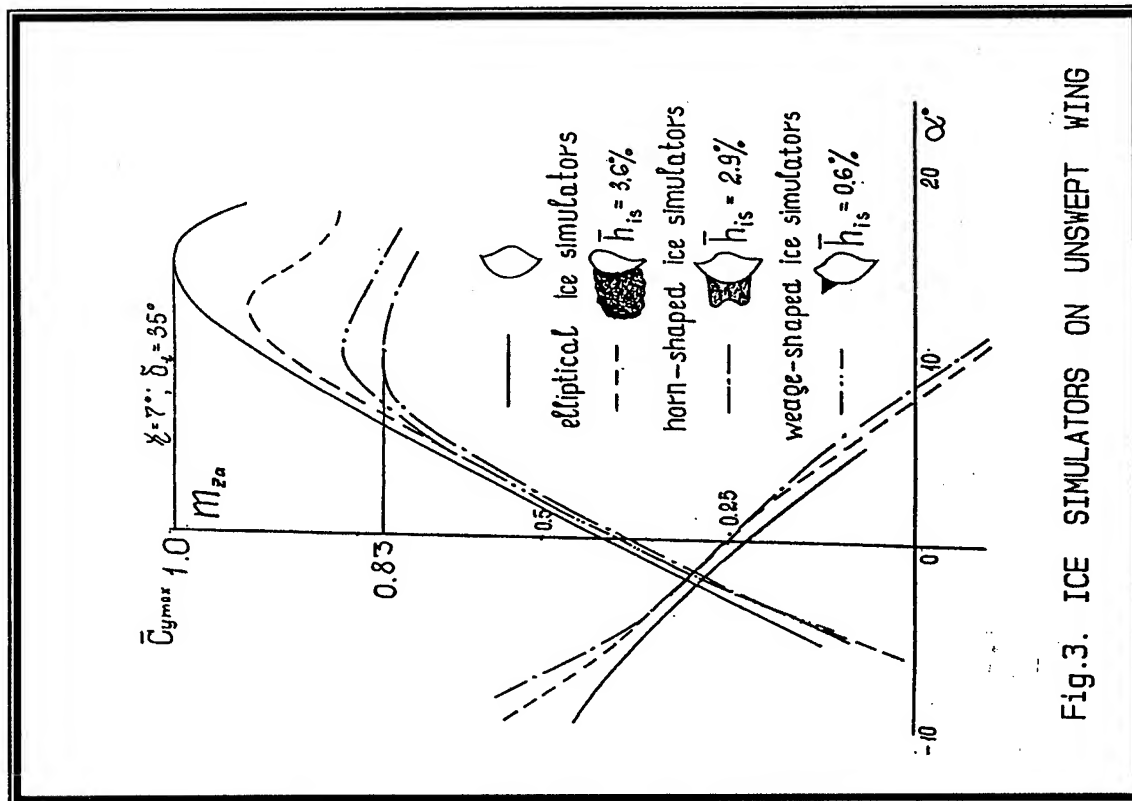 C̄ymax 1.0
χ=7°; δ̄₃=35°
mza
0.83
0.5
0.25
-10
0
10
20
α°
elliptical ice simulators
h̄is = 3.6%
horn-shaped ice simulators
h̄is = 2.9%
wedge-shaped ice simulators
h̄is = 0.6%
Fig.3. ICE SIMULATORS ON UNSWEPT WING